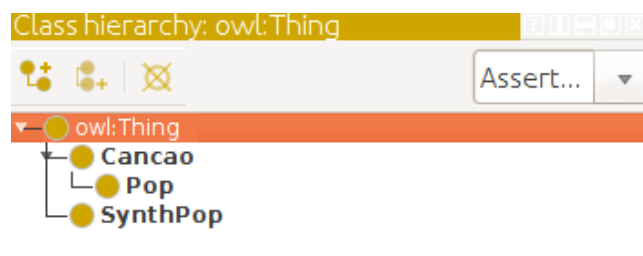 Class hierarchy: owl:Thing
Assert...
owl:Thing
Cancao
Pop
SynthPop